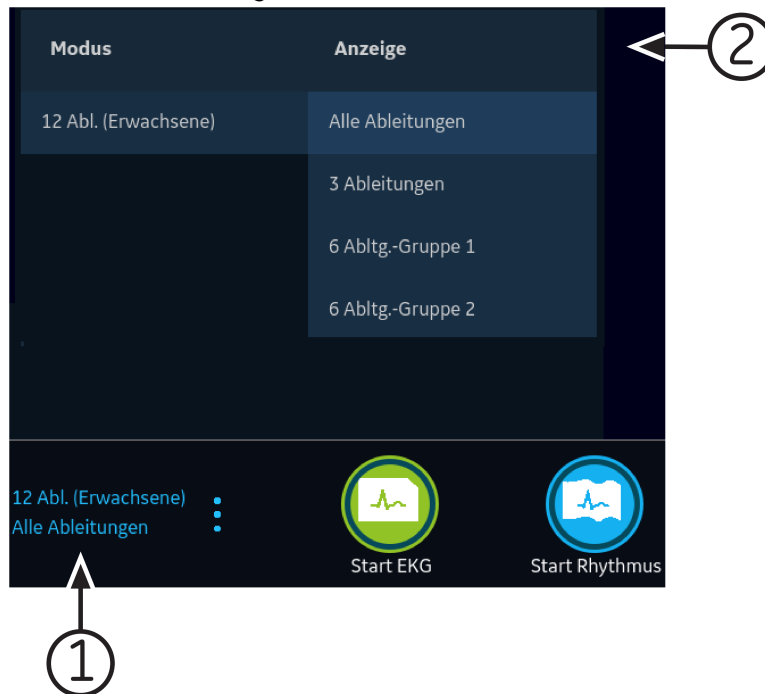 Modus Anzeige
2
12 Abl. (Erwachsene) Alle Ableitungen
3 Ableitungen
6 Abltg.-Gruppe 1
6 Abltg.-Gruppe 2
12 Abl. (Erwachsene)
Alle Ableitungen
Start EKG Start Rhythmus
1